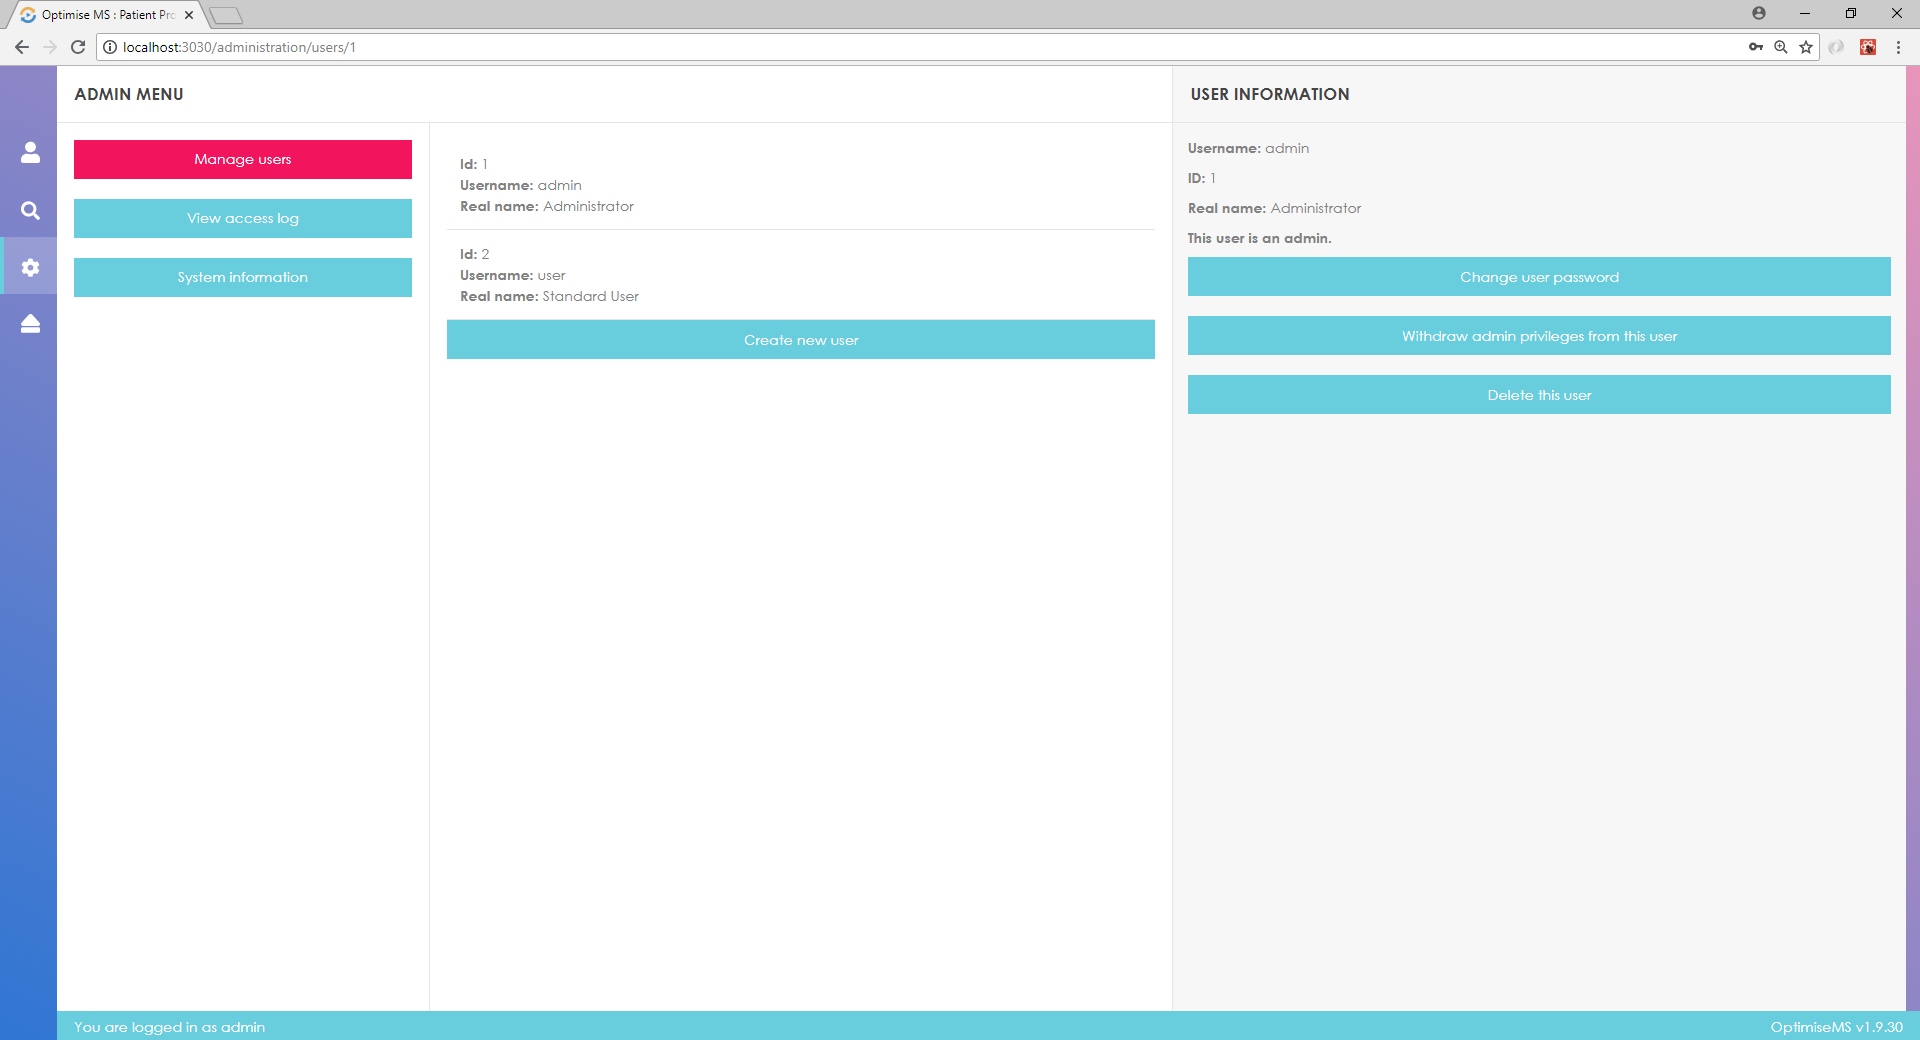 Optimise MS : Patient Pro
localhost:3030/administration/users/1
ADMIN MENU
Manage users
View access log
System information
Id: 1
Username: admin
Real name: Administrator
Id: 2
Username: user
Real name: Standard User
Create new user
USER INFORMATION
Username: admin
ID: 1
Real name: Administrator
This user is an admin.
Change user password
Withdraw admin privileges from this user
Delete this user
You are logged in as admin
OptimiseMS v1.9.30